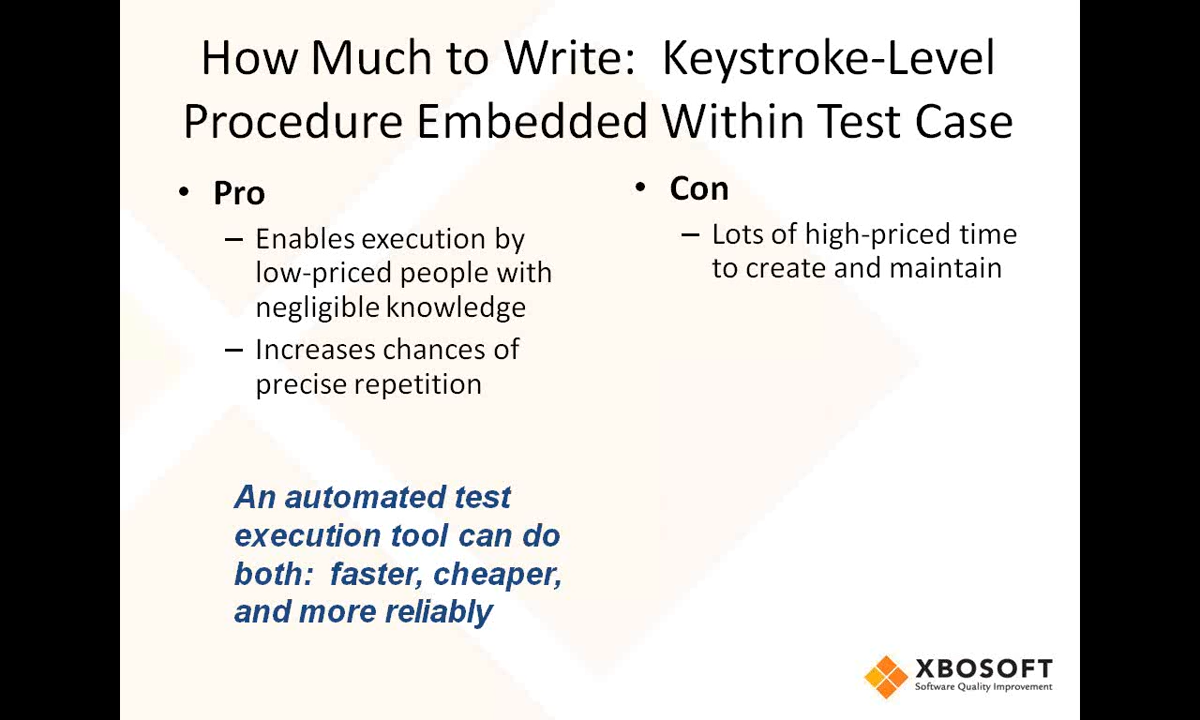 How Much to Write:  Keystroke-Level
Procedure Embedded Within Test Case
• Pro
– Enables execution by
low-priced people with
negligible knowledge
– Increases chances of
precise repetition
An automated test
execution tool can do
both:  faster, cheaper,
and more reliably
• Con
– Lots of high-priced time
to create and maintain
XBOSOFT
Software Quality Improvement